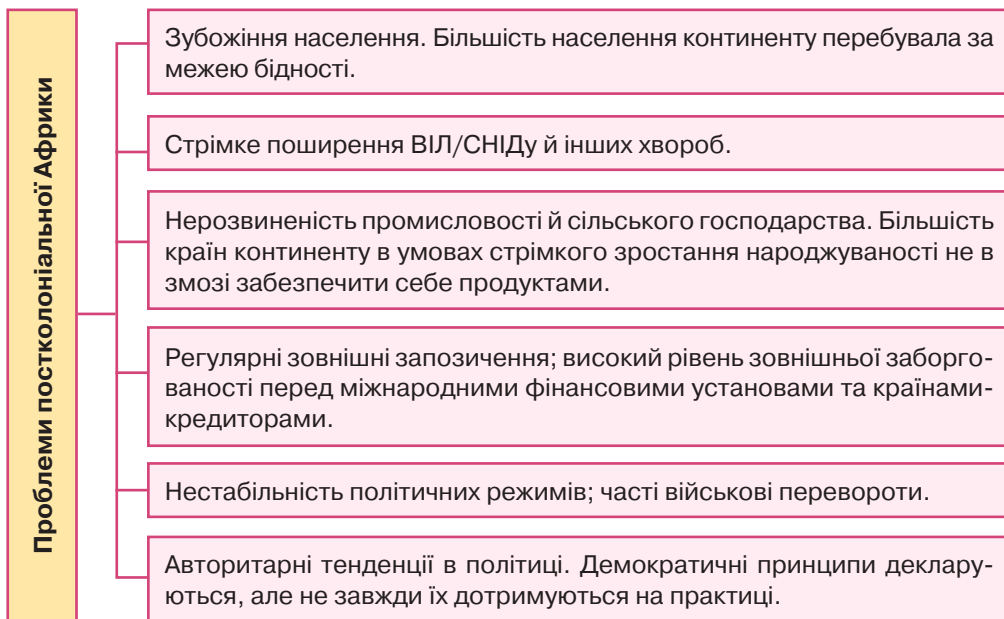 Проблеми постколоніальної Африки
Зубожіння населення. Більшість населення континенту перебувала за
межею бідності.
Стрімке поширення ВІЛ/СНІДу й інших хвороб.
Нерозвиненість промисловості й сільського господарства. Більшість
країн континенту в умовах стрімкого зростання народжуваності не в
змозі забезпечити себе продуктами.
Регулярні зовнішні запозичення; високий рівень зовнішньої заборго-
ваності перед міжнародними фінансовими установами та країнами-
кредиторами.
Нестабільність політичних режимів; часті військові перевороти.
Авторитарні тенденції в політиці. Демократичні принципи деклару-
ються, але не завжди їх дотримуються на практиці.